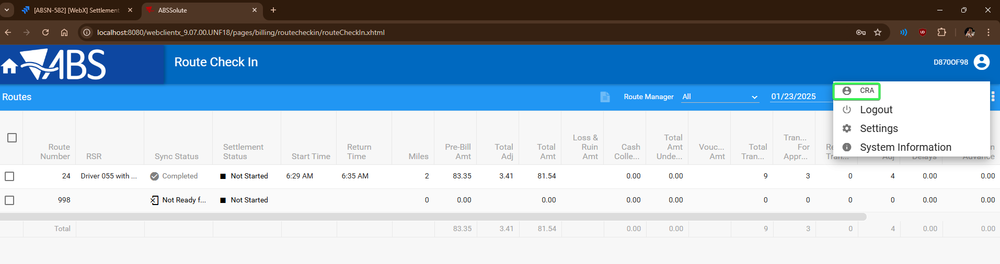 [ABSN-582] [WebX] Settlement
ABSSolute
localhost:8080/webclientx_9.07.00.UNF18/pages/billing/routecheckin/routeCheckIn.xhtml
ABS
Route Check In
D870OF98
CRA
Logout
Settings
System Information
Routes
Route Manager All 01/23/2025
Route Number
RSR
Sync Status
Settlement Status
Start Time
Return Time
Miles
Pre-Bill Amt
Total Adj
Total Amt
Loss & Ruin Amt
Cash Colle...
Total Amt Unde...
Vouc... Amt
Total Tran...
Tran... For Appr...
Re
Tran...
Adj
Delays
n
Advance
24 Driver 055 with ... Completed Not Started 6:29 AM 6:35 AM 2 83.35 3.41 81.54 0.00 0.00 9 3 0 4 0.00 0.00
998 Not Ready f... Not Started 0 0.00 0.00 0.00 0.00 0 0 0 0 0.00 0.00
Total 83.35 3.41 81.54 0.00 0.00 9 3 0 4 0.00 0.00